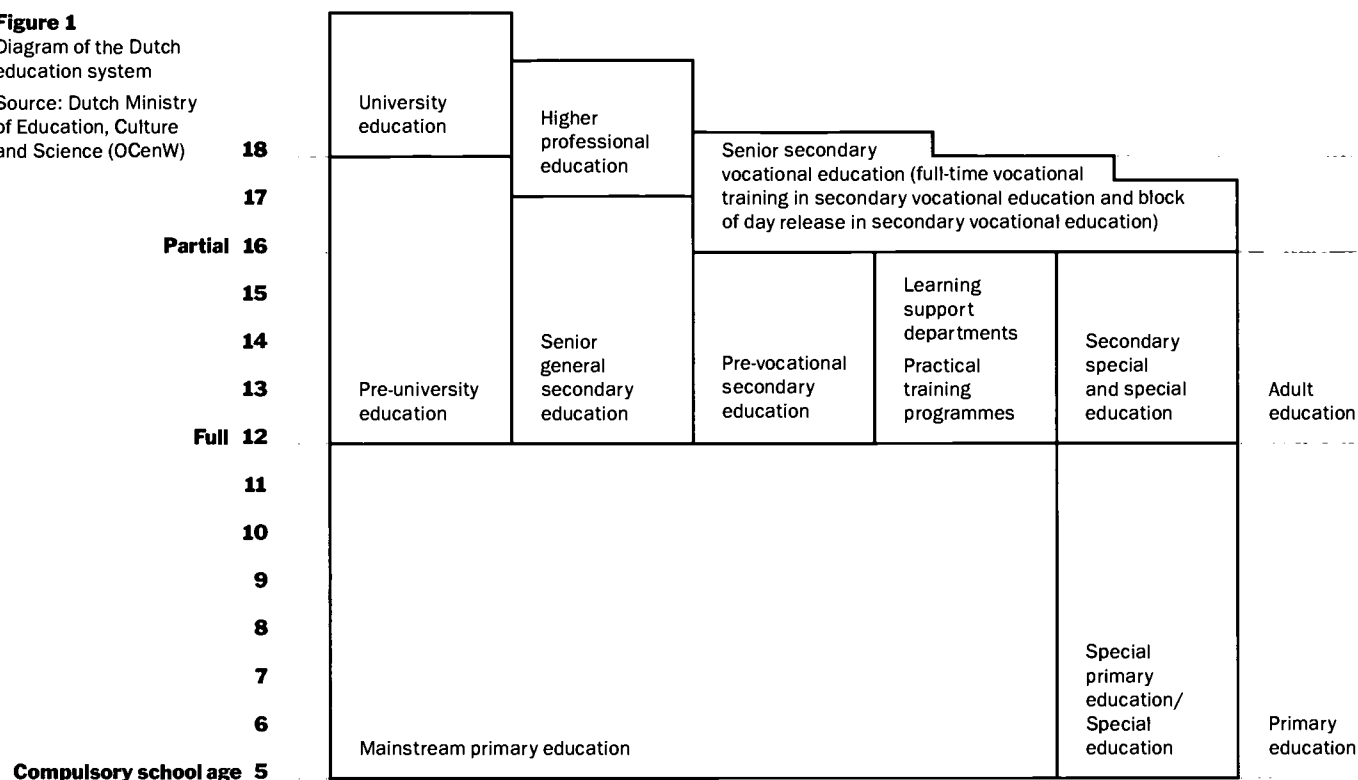 Figure 1
Diagram of the Dutch
education system
Source: Dutch Ministry
of Education, Culture
and Science (OCenW)
18
17
Partial 16
15
14
13
Full 12
11
10
9
8
7
6
Compulsory school age 5
University
education
Higher
professional
education
Senior secondary
vocational education (full-time vocational
training in secondary vocational education and block
of day release in secondary vocational education)
Pre-university
education
Senior
general
secondary
education
Pre-vocational
secondary
education
Learning
support
departments
Practical
training
programmes
Secondary
special
and special
education
Adult
education
Mainstream primary education
Special
primary
education/
Special
education
Primary
education